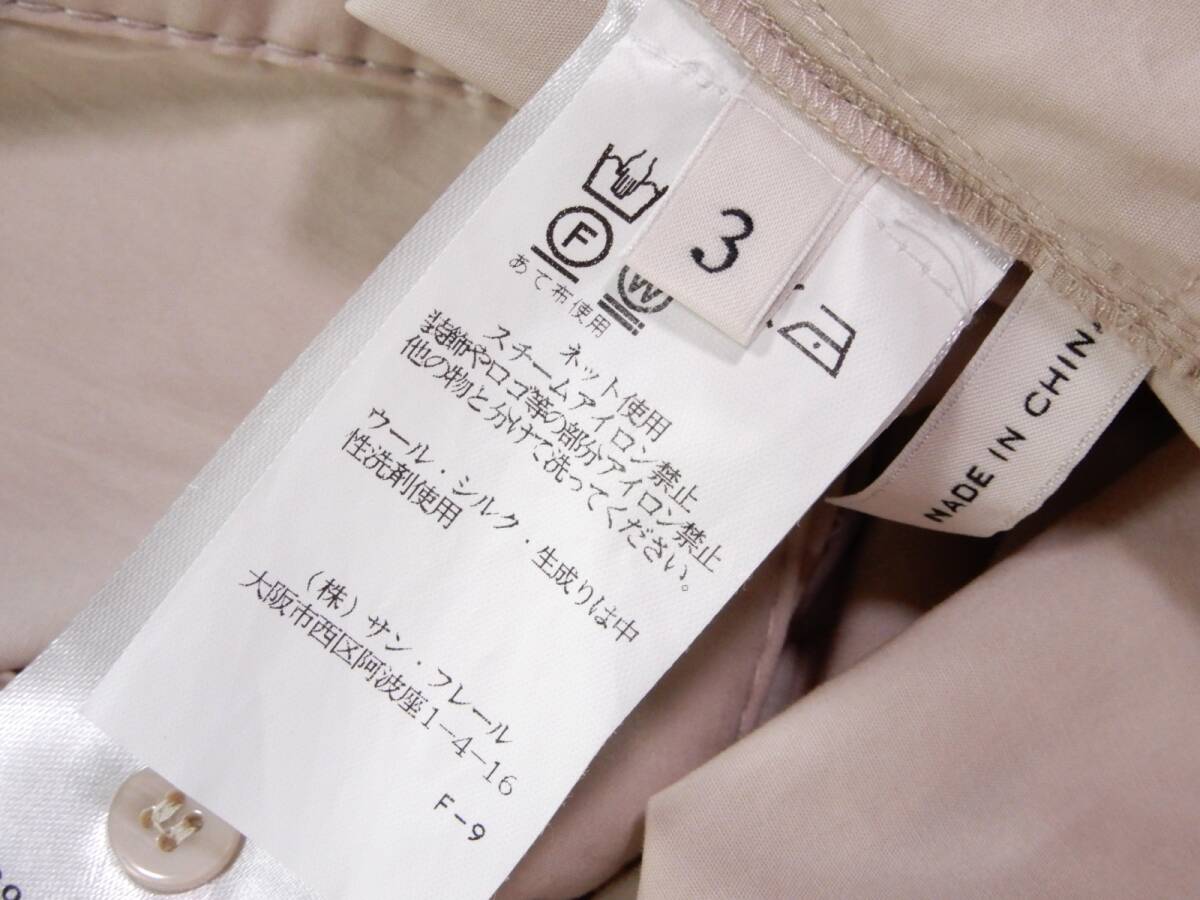 3
F
W
あて布使用
ネット使用
スチームアイロン禁止
装飾やロゴ等の部分アイロン禁止
他の物と分けて洗ってください。
ウール・シルク・生成りは中
性洗剤使用
(株)サン・フレール
大阪市西区阿波座1-4-16
F-9
MADE IN CHIN